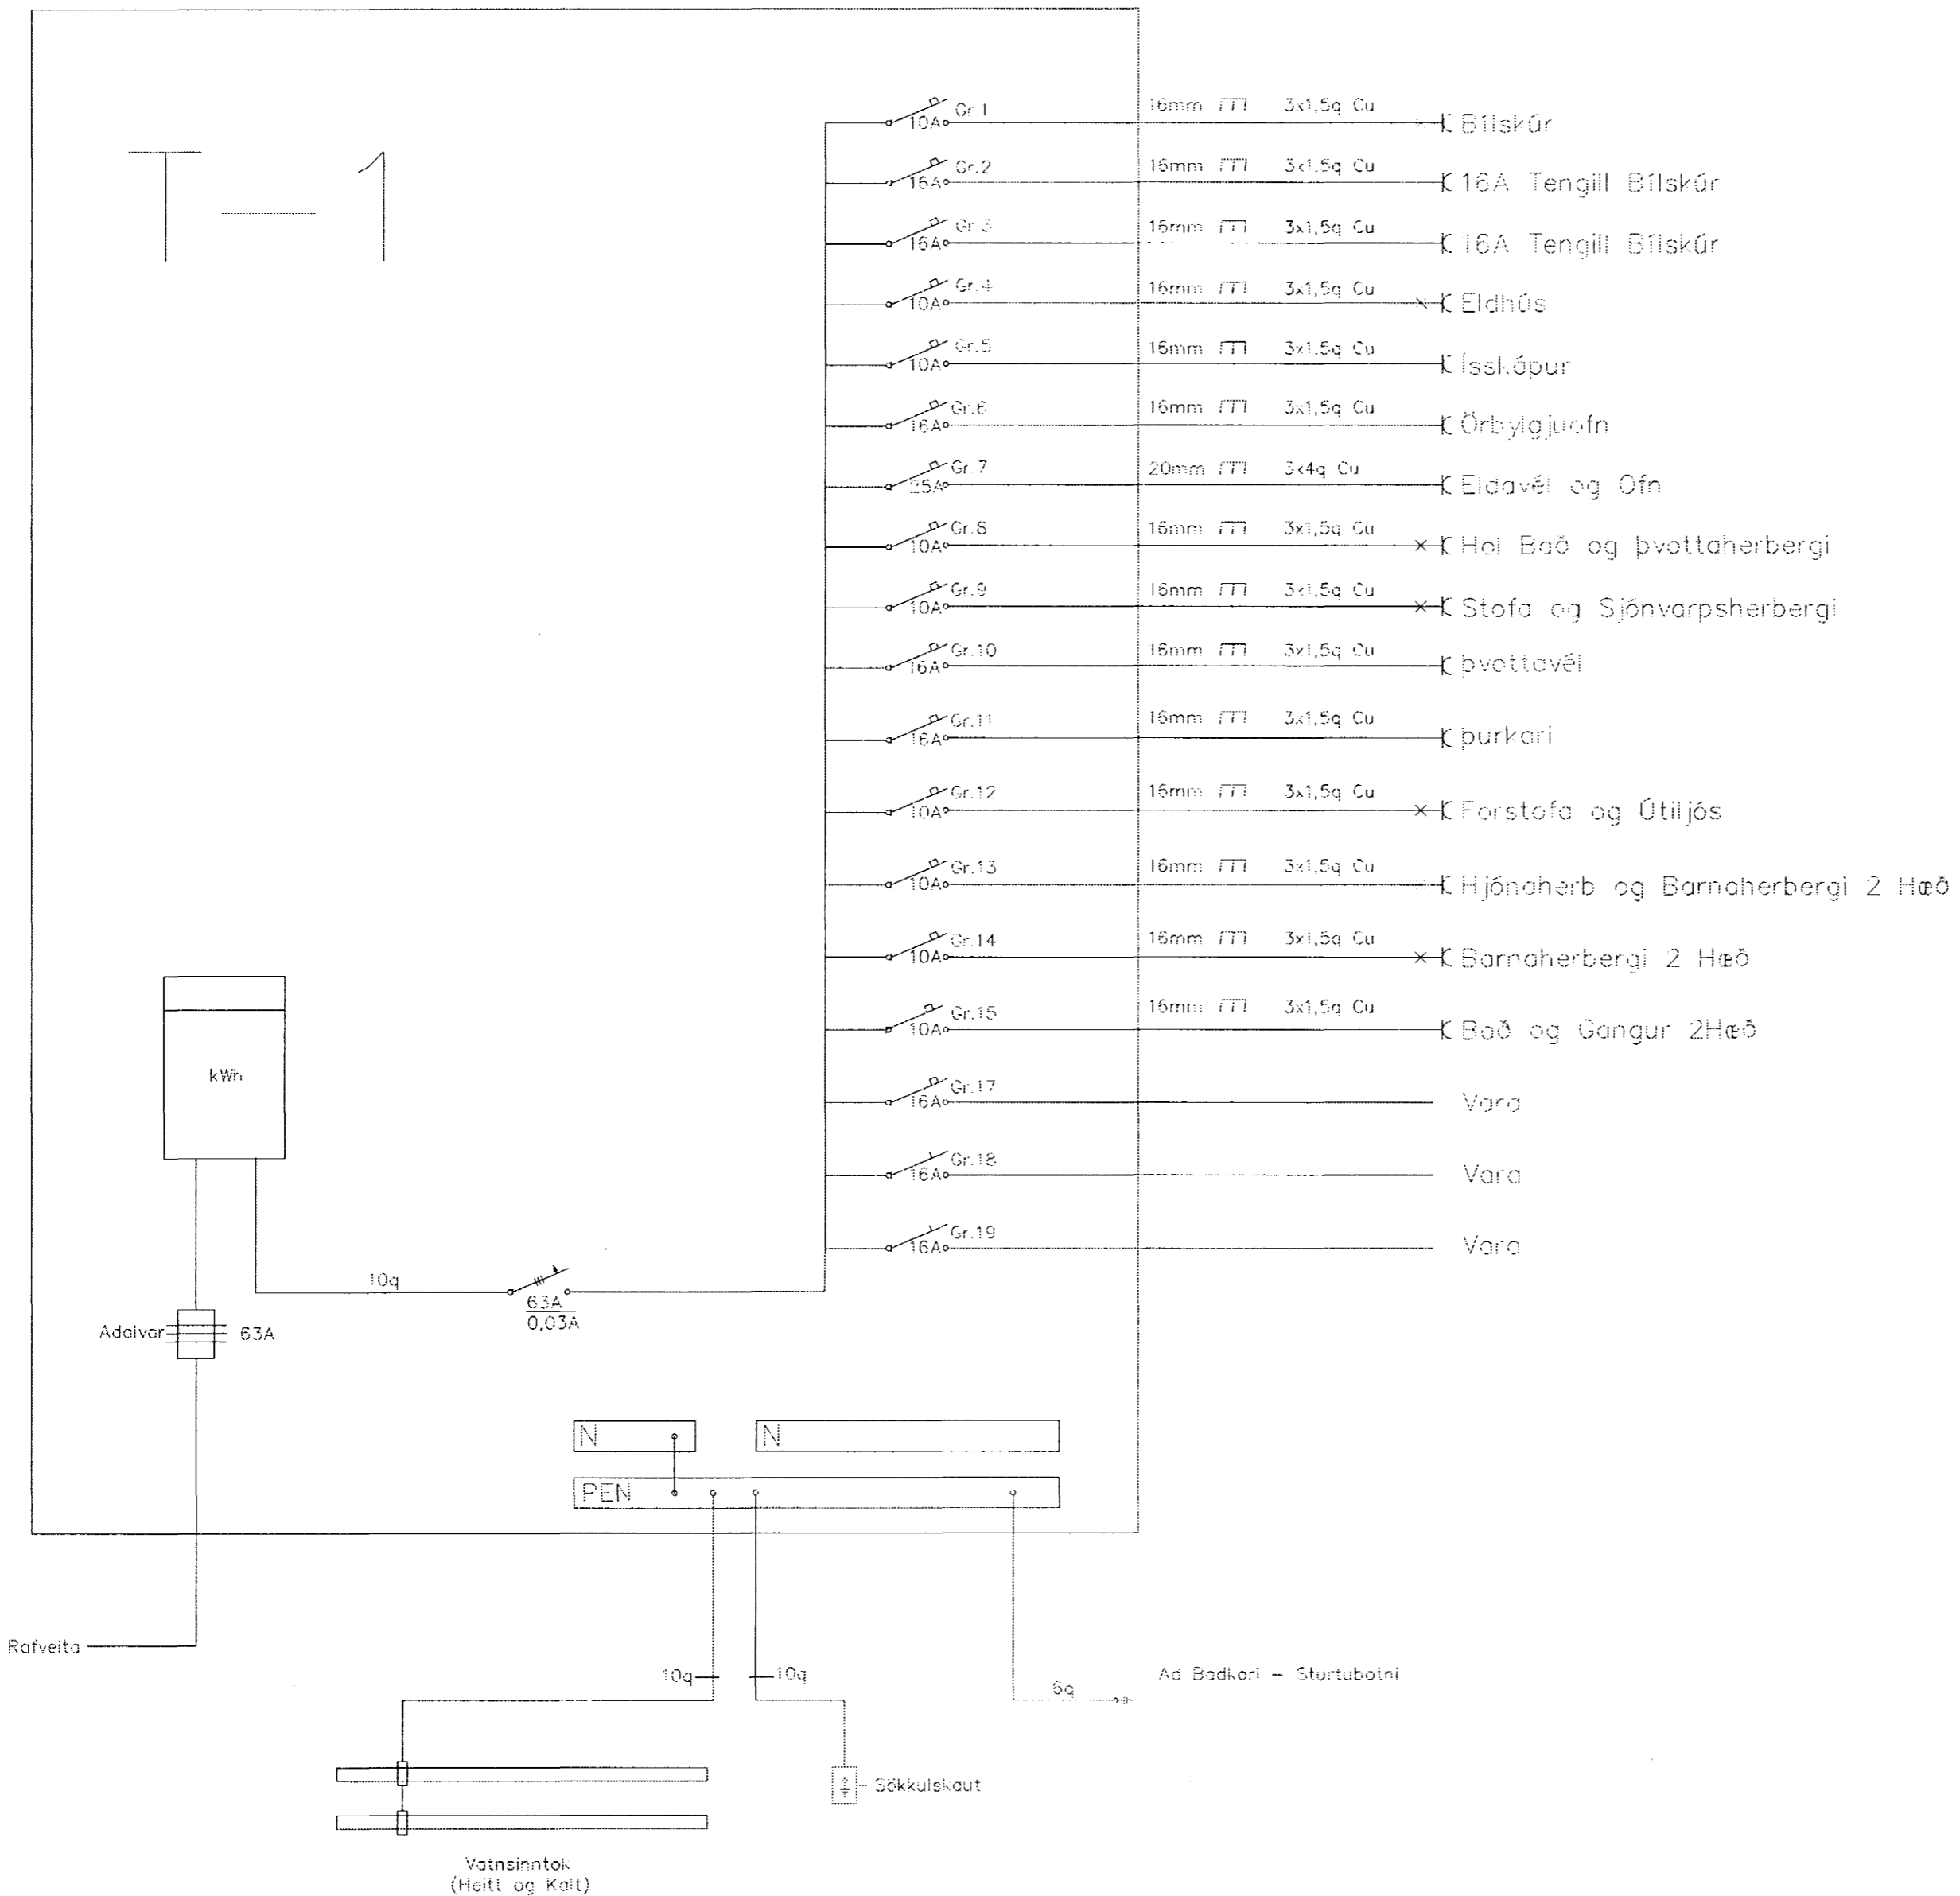 T-1
Gr.1 10A 16mm 3x1,5q Cu Bílskúr
Gr.2 16A 16mm 3x1.5q Cu 16A Tengill Bílskúr
Gr.3 16A 16mm 3x1,5q Cu 16A Tengill Bílskúr
Gr.4 10A 16mm 3x1,5q Cu Eldhús
Gr.5 10A 16mm 3x1.5q Cu Ísskápur
Gr.6 16A 16mm 3x1,5q Cu Örbylgjuofn
Gr.7 25A 20mm 3x4q Cu Eldavél og Ofn
Gr.8 10A 16mm 3x1,5q Cu Hol Bað og Þvottaherbergi
Gr.9 10A 16mm 3x1,5q Cu Stofa og Sjónvarpsherbergi
Gr.10 16A 16mm 3x1,5q Cu Þvottavél
Gr.11 16A 16mm 3x1,5q Cu Þurkari
Gr.12 10A 16mm 3x1,5q Cu Forstofa og Útiljós
Gr.13 10A 16mm 3x1,5q Cu Hjónaherb og Barnaherbergi 2 Hæð
Gr.14 10A 16mm 3x1,5q Cu Barnaherbergi 2 Hæð
Gr.15 10A 16mm 3x1,5q Cu Bað og Gangur 2Hæð
kWh
Gr.17 16A Vara
Gr.18 16A Vara
Gr.19 16A Vara
10q
63A
0,03A
Adalvar 63A
N N
PEN
Rafveita
10q 10q
6q
Ad Badkari - Sturtubotni
Sökkulskaut
Vatnsinntok
(Heitt og Kalt)